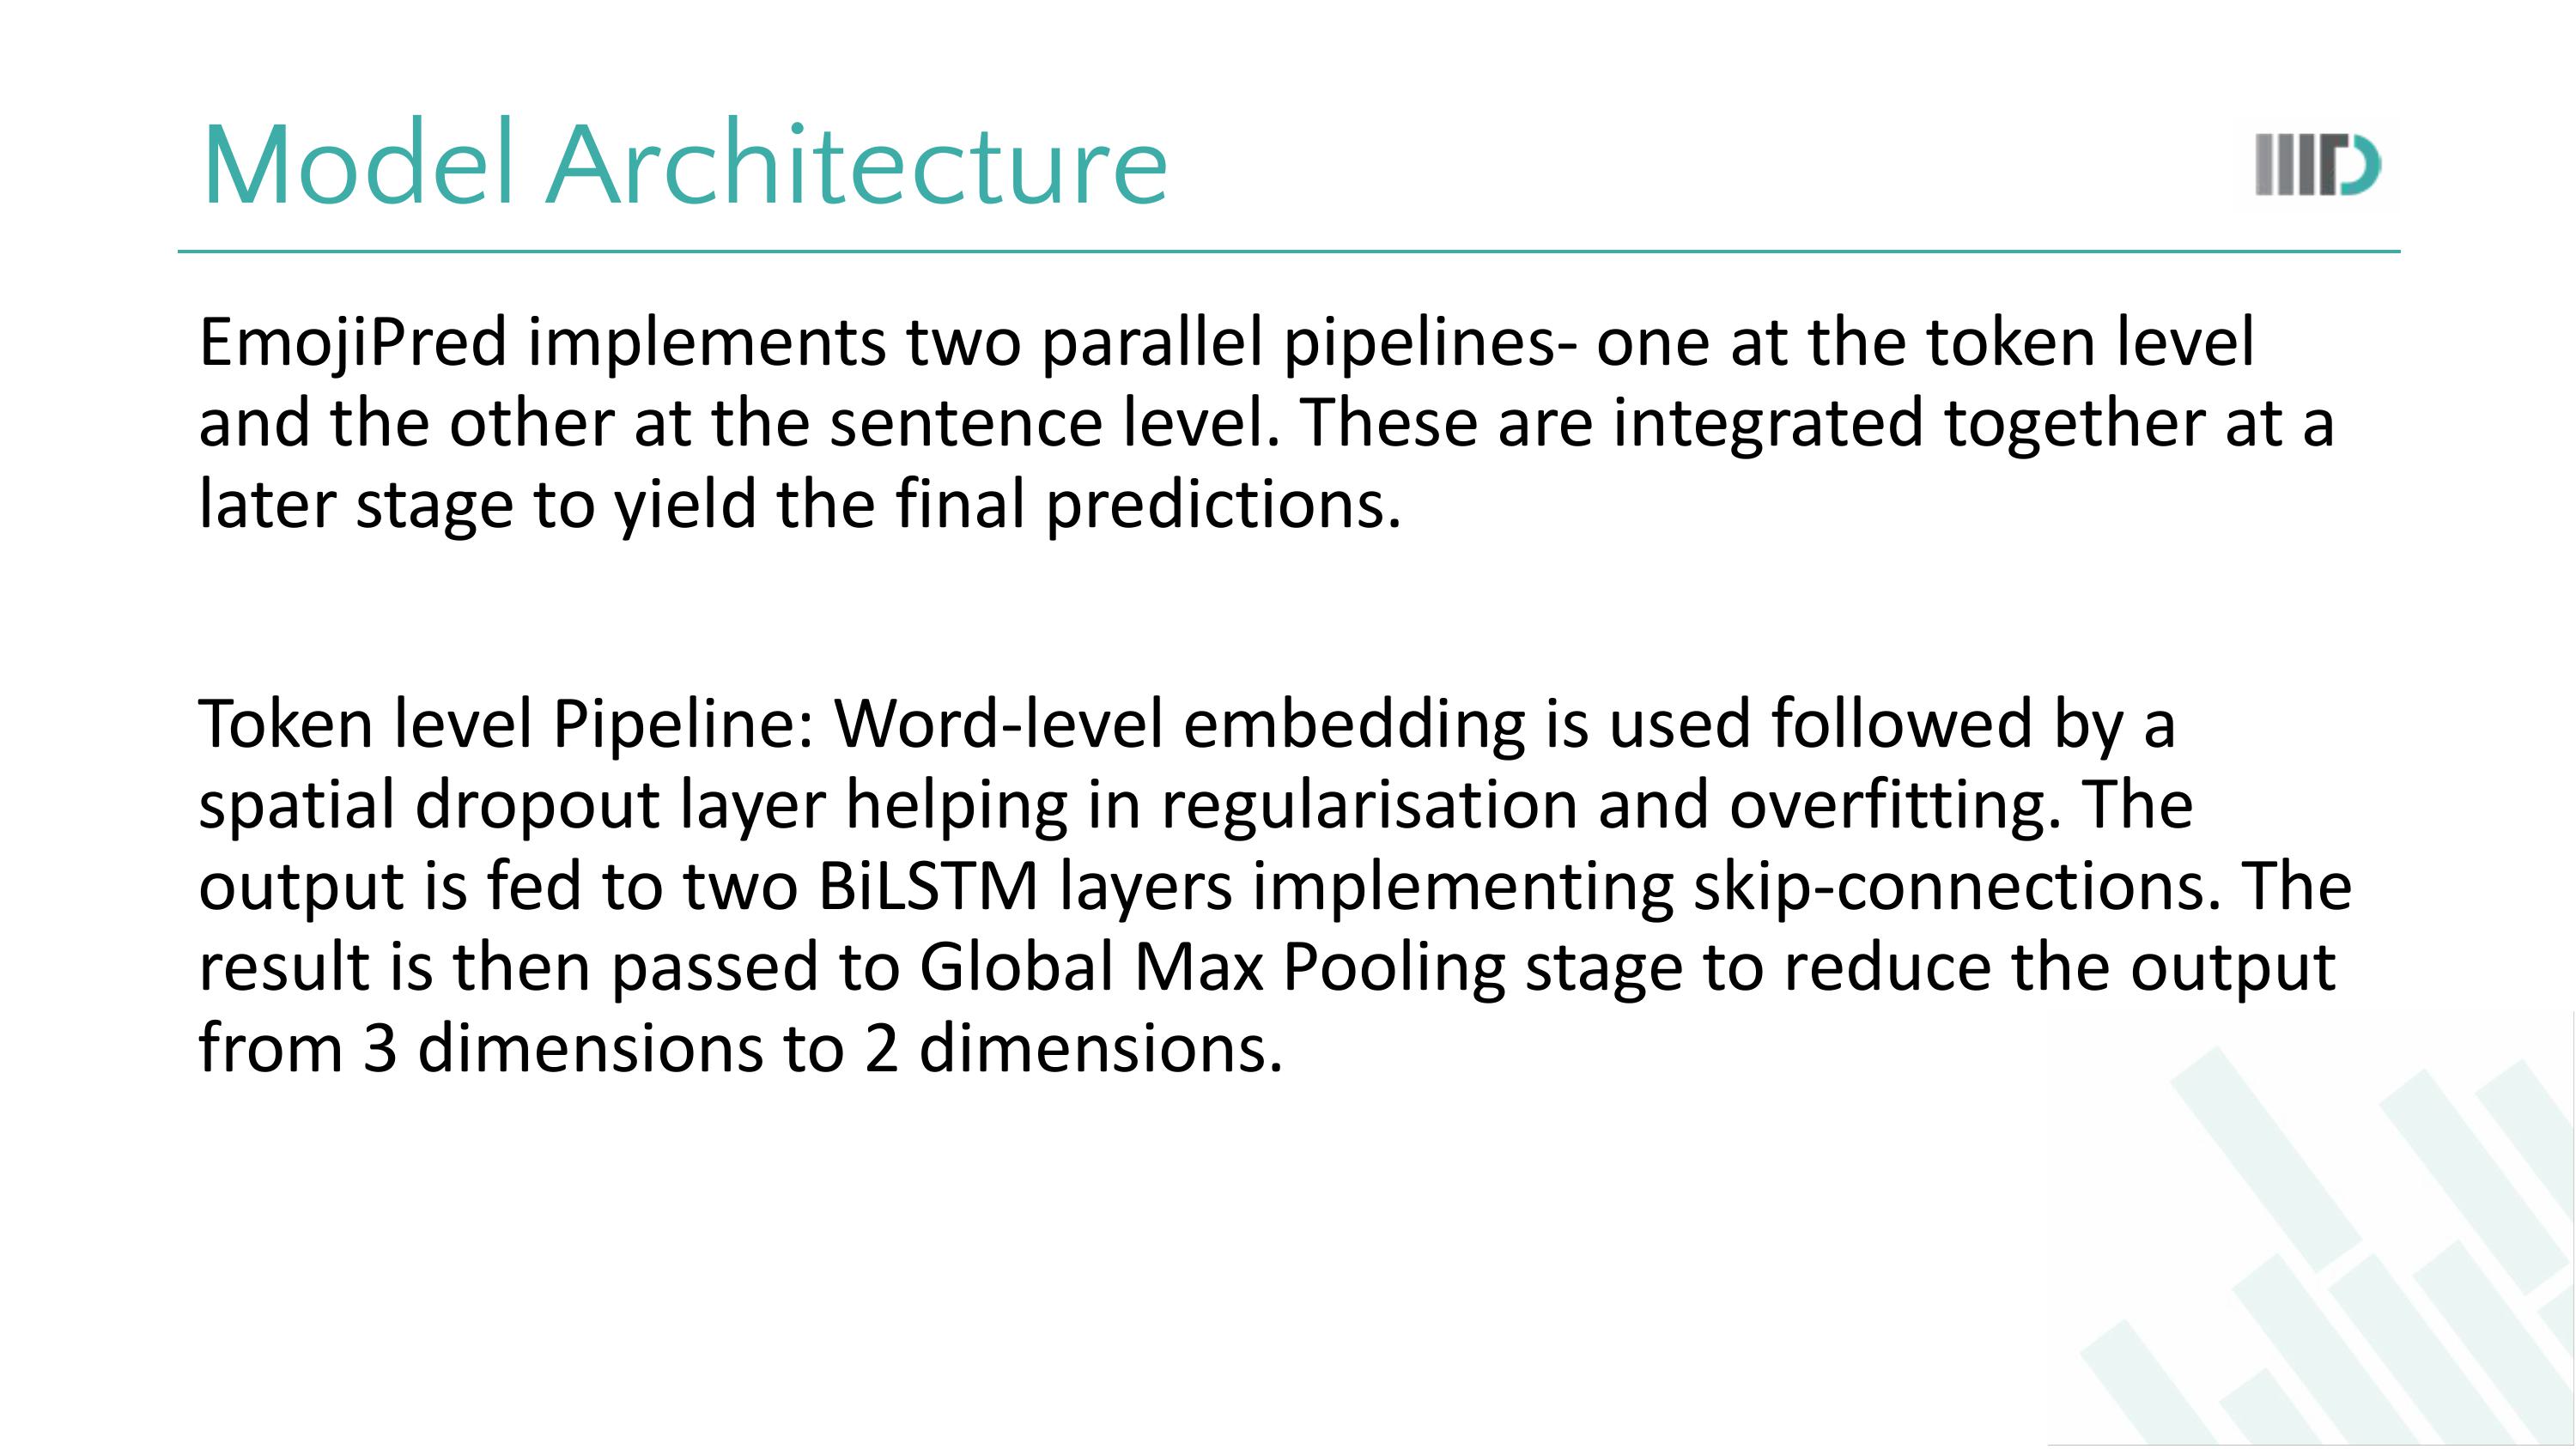 Model Architecture
IIITD
EmojiPred implements two parallel pipelines- one at the token level
and the other at the sentence level. These are integrated together at a
later stage to yield the final predictions.
Token level Pipeline: Word-level embedding is used followed by a
spatial dropout layer helping in regularisation and overfitting. The
output is fed to two BiLSTM layers implementing skip-connections. The
result is then passed to Global Max Pooling stage to reduce the output
from 3 dimensions to 2 dimensions.